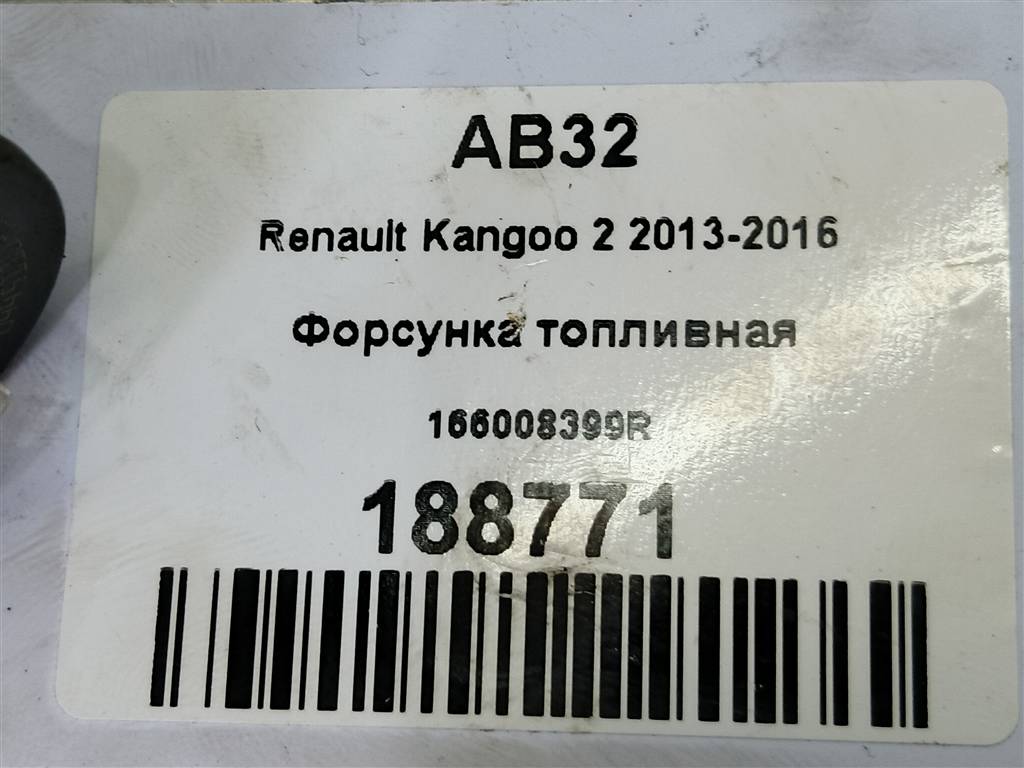 AB32
Renault Kangoo 2 2013-2016
Форсунка топливная
166008399R
188771